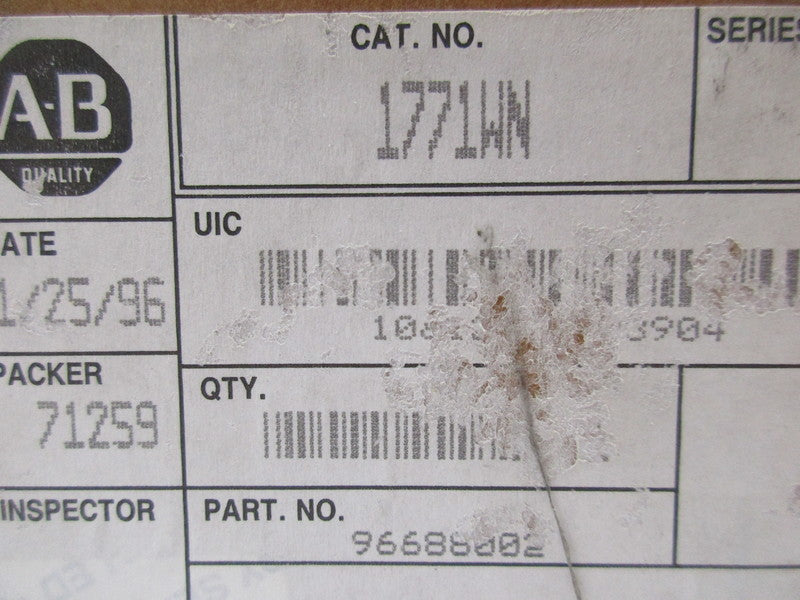 CAT. NO.
SERIES
1771WN
A-B
QUALITY
UIC
ATE
1/25/96
3904
PACKER
71259
QTY.
INSPECTOR
PART. NO.
96688002